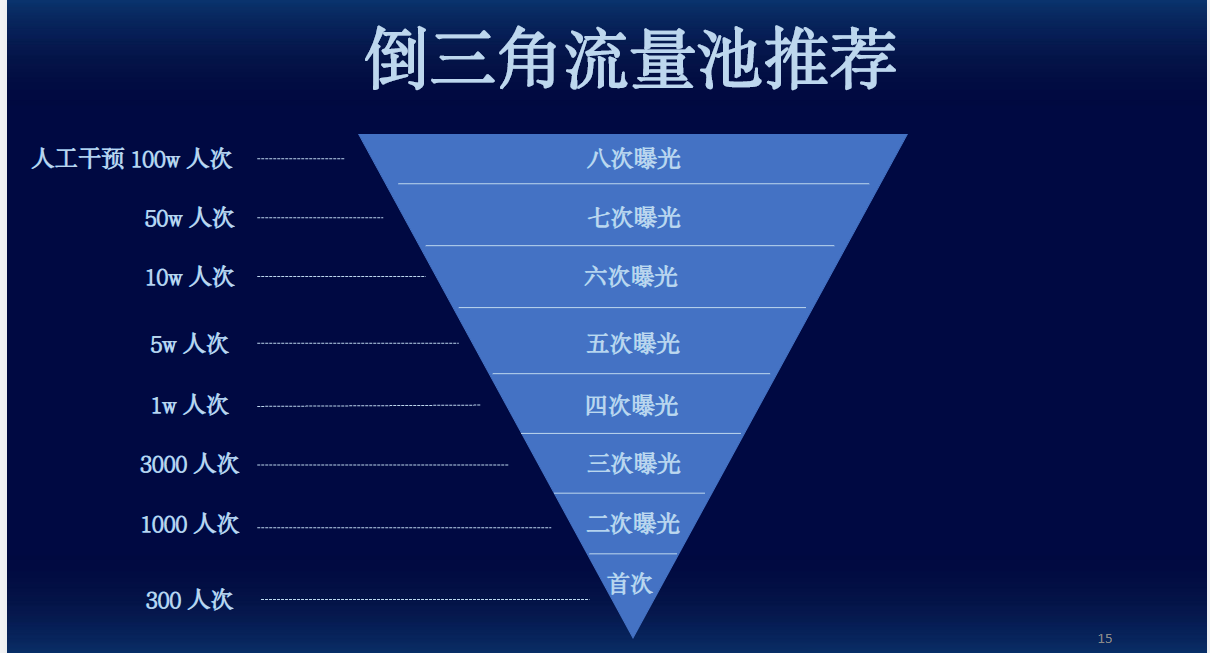 倒三角流量池推荐
人工干预 100w 人次 八次曝光
50w 人次 七次曝光
10w 人次 六次曝光
5w 人次 五次曝光
1w 人次 四次曝光
3000 人次 三次曝光
1000 人次 二次曝光
300 人次 首次
15